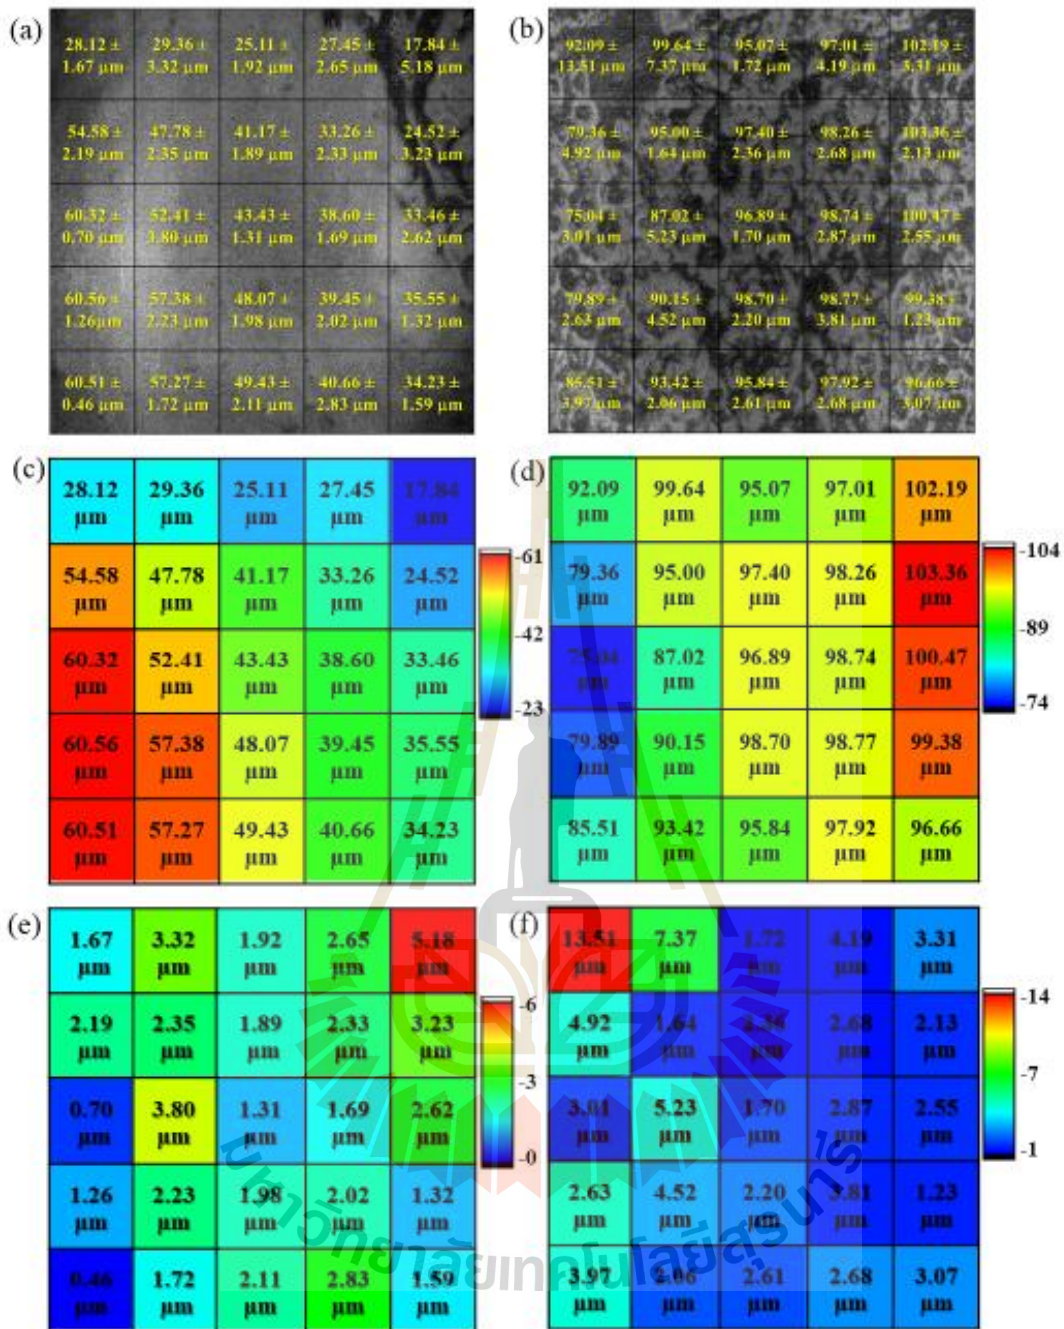 (a)
28.12 ± 29.36 ± 25.11 ± 27.45 ± 17.84 ±
1.67 µm 3.32 µm 1.92 µm 2.65 µm 5.18 µm
54.58 ± 47.78 ± 41.17 ± 33.26 ± 24.52 ±
2.19 µm 2.35 µm 1.89 µm 2.33 µm 3.23 µm
60.32 ± 52.41 ± 43.43 ± 38.60 ± 33.46 ±
0.70 µm 3.80 µm 1.31 µm 1.69 µm 2.62 µm
60.56 ± 57.38 ± 48.07 ± 39.45 ± 35.55 ±
1.26µm 2.23 µm 1.98 µm 2.02 µm 1.32 µm
60.51 ± 57.27 ± 49.43 ± 40.66 ± 34.23 ±
0.46 µm 1.72 µm 2.11 µm 2.83 µm 1.59 µm
(b)
92.09 ± 99.64 ± 95.07 ± 97.01 ± 102.19 ±
13.51 µm 7.37 µm 1.72 µm 4.19 µm 3.31 µm
79.36 ± 95.00 ± 97.40 ± 98.26 ± 103.36 ±
4.92 µm 1.64 µm 2.36 µm 2.68 µm 2.13 µm
75.04 ± 87.02 ± 96.89 ± 98.74 ± 100.47 ±
3.01 µm 5.23 µm 1.70 µm 2.87 µm 2.55 µm
79.89 ± 90.15 ± 98.70 ± 98.77 ± 99.38 ±
2.63 µm 4.52 µm 2.20 µm 3.81 µm 1.23 µm
85.51 ± 93.42 ± 95.84 ± 97.92 ± 96.66 ±
3.97 µm 2.06 µm 2.61 µm 2.68 µm 3.07 µm
(c)
28.12 29.36 25.11 27.45 17.84
µm µm µm µm µm
54.58 47.78 41.17 33.26 24.52
µm µm µm µm µm
60.32 52.41 43.43 38.60 33.46
µm µm µm µm µm
60.56 57.38 48.07 39.45 35.55
µm µm µm µm µm
60.51 57.27 49.43 40.66 34.23
µm µm µm µm µm
-61
-42
-23
(d)
92.09 99.64 95.07 97.01 102.19
µm µm µm µm µm
79.36 95.00 97.40 98.26 103.36
µm µm µm µm µm
75.04 87.02 96.89 98.74 100.47
µm µm µm µm µm
79.89 90.15 98.70 98.77 99.38
µm µm µm µm µm
85.51 93.42 95.84 97.92 96.66
µm µm µm µm µm
-104
-89
-74
(e)
1.67 3.32 1.92 2.65 5.18
µm µm µm µm µm
2.19 2.35 1.89 2.33 3.23
µm µm µm µm µm
0.70 3.80 1.31 1.69 2.62
µm µm µm µm µm
1.26 2.23 1.98 2.02 1.32
µm µm µm µm µm
0.46 1.72 2.11 2.83 1.59
µm µm µm µm µm
-6
-3
-0
(f)
13.51 7.37 1.72 4.19 3.31
µm µm µm µm µm
4.92 1.64 2.36 2.68 2.13
µm µm µm µm µm
3.01 5.23 1.70 2.87 2.55
µm µm µm µm µm
2.63 4.52 2.20 3.81 1.23
µm µm µm µm µm
3.97 2.06 2.61 2.68 3.07
µm µm µm µm µm
-14
-7
-1
มหาวิทยาลัยเทคโนโลยีสุรนารี